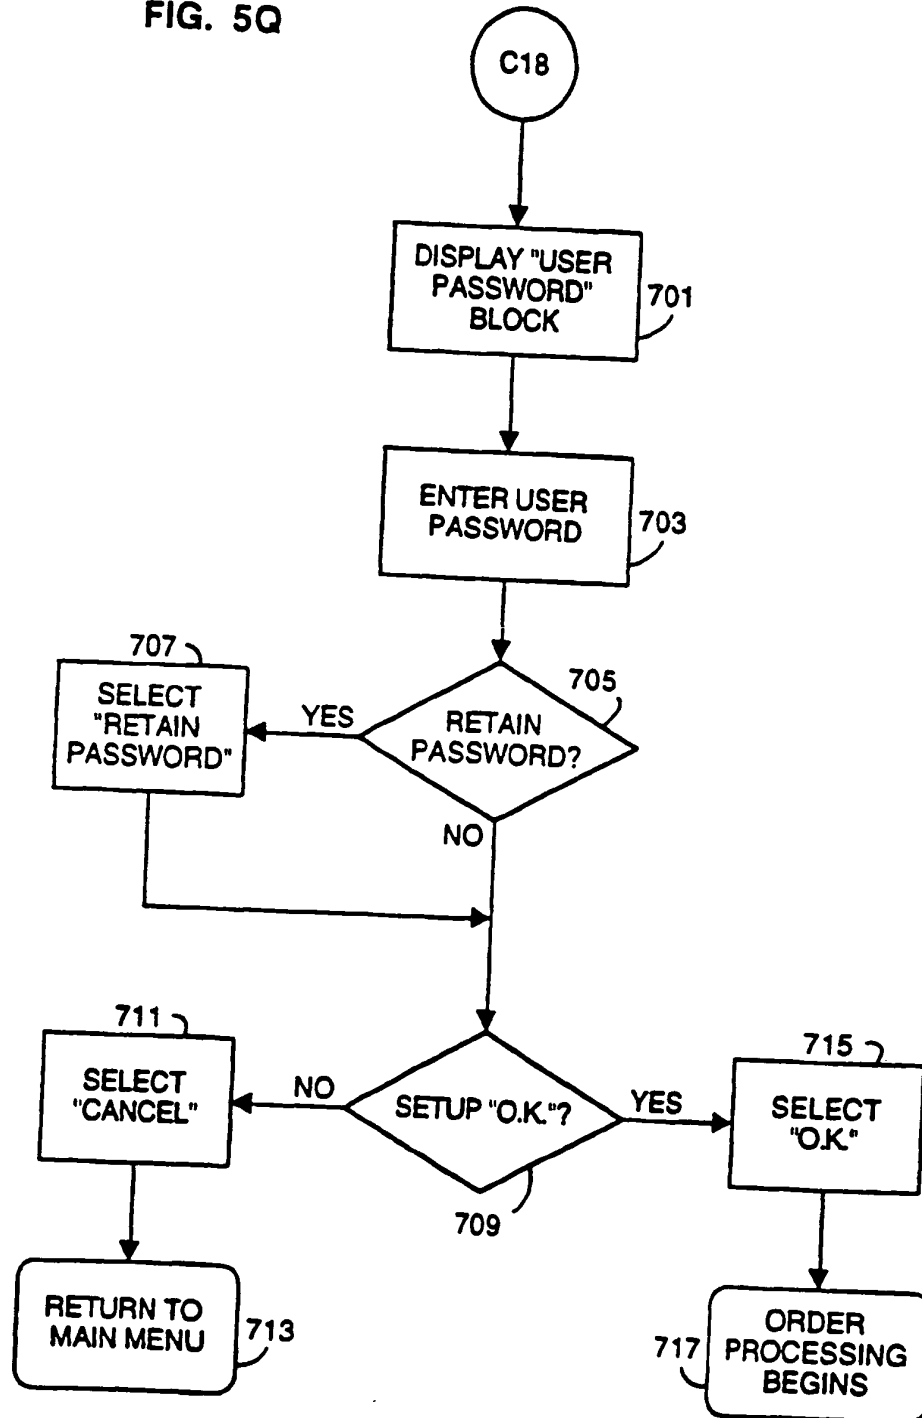 FIG. 5Q
C18
DISPLAY "USER
PASSWORD"
BLOCK
701
ENTER USER
PASSWORD
703
707
SELECT
"RETAIN
PASSWORD"
YES
705
RETAIN
PASSWORD?
NO
711
SELECT
"CANCEL"
NO
SETUP "O.K."?
709
YES
715
SELECT
"O.K."
RETURN TO
MAIN MENU
713
717
ORDER
PROCESSING
BEGINS